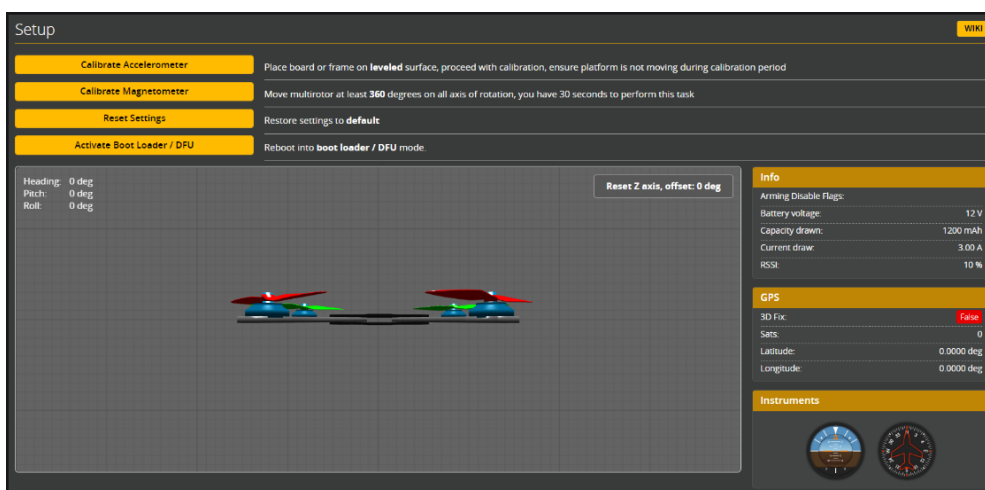 Setup
WIKI
Calibrate Accelerometer
Place board or frame on leveled surface, proceed with calibration, ensure platform is not moving during calibration period
Calibrate Magnetometer
Move multirotor at least 360 degrees on all axis of rotation, you have 30 seconds to perform this task
Reset Settings
Restore settings to default
Activate Boot Loader / DFU
Reboot into boot loader / DFU mode.
Heading: 0 deg
Pitch: 0 deg
Roll: 0 deg
Reset Z axis, offset: 0 deg
Info
Arming Disable Flags:
Battery voltage: 12 V
Capacity drawn: 1200 mAh
Current draw: 3.00 A
RSSI: 10 %
GPS
3D Fix: False
Sats: 0
Latitude: 0.0000 deg
Longitude: 0.0000 deg
Instruments